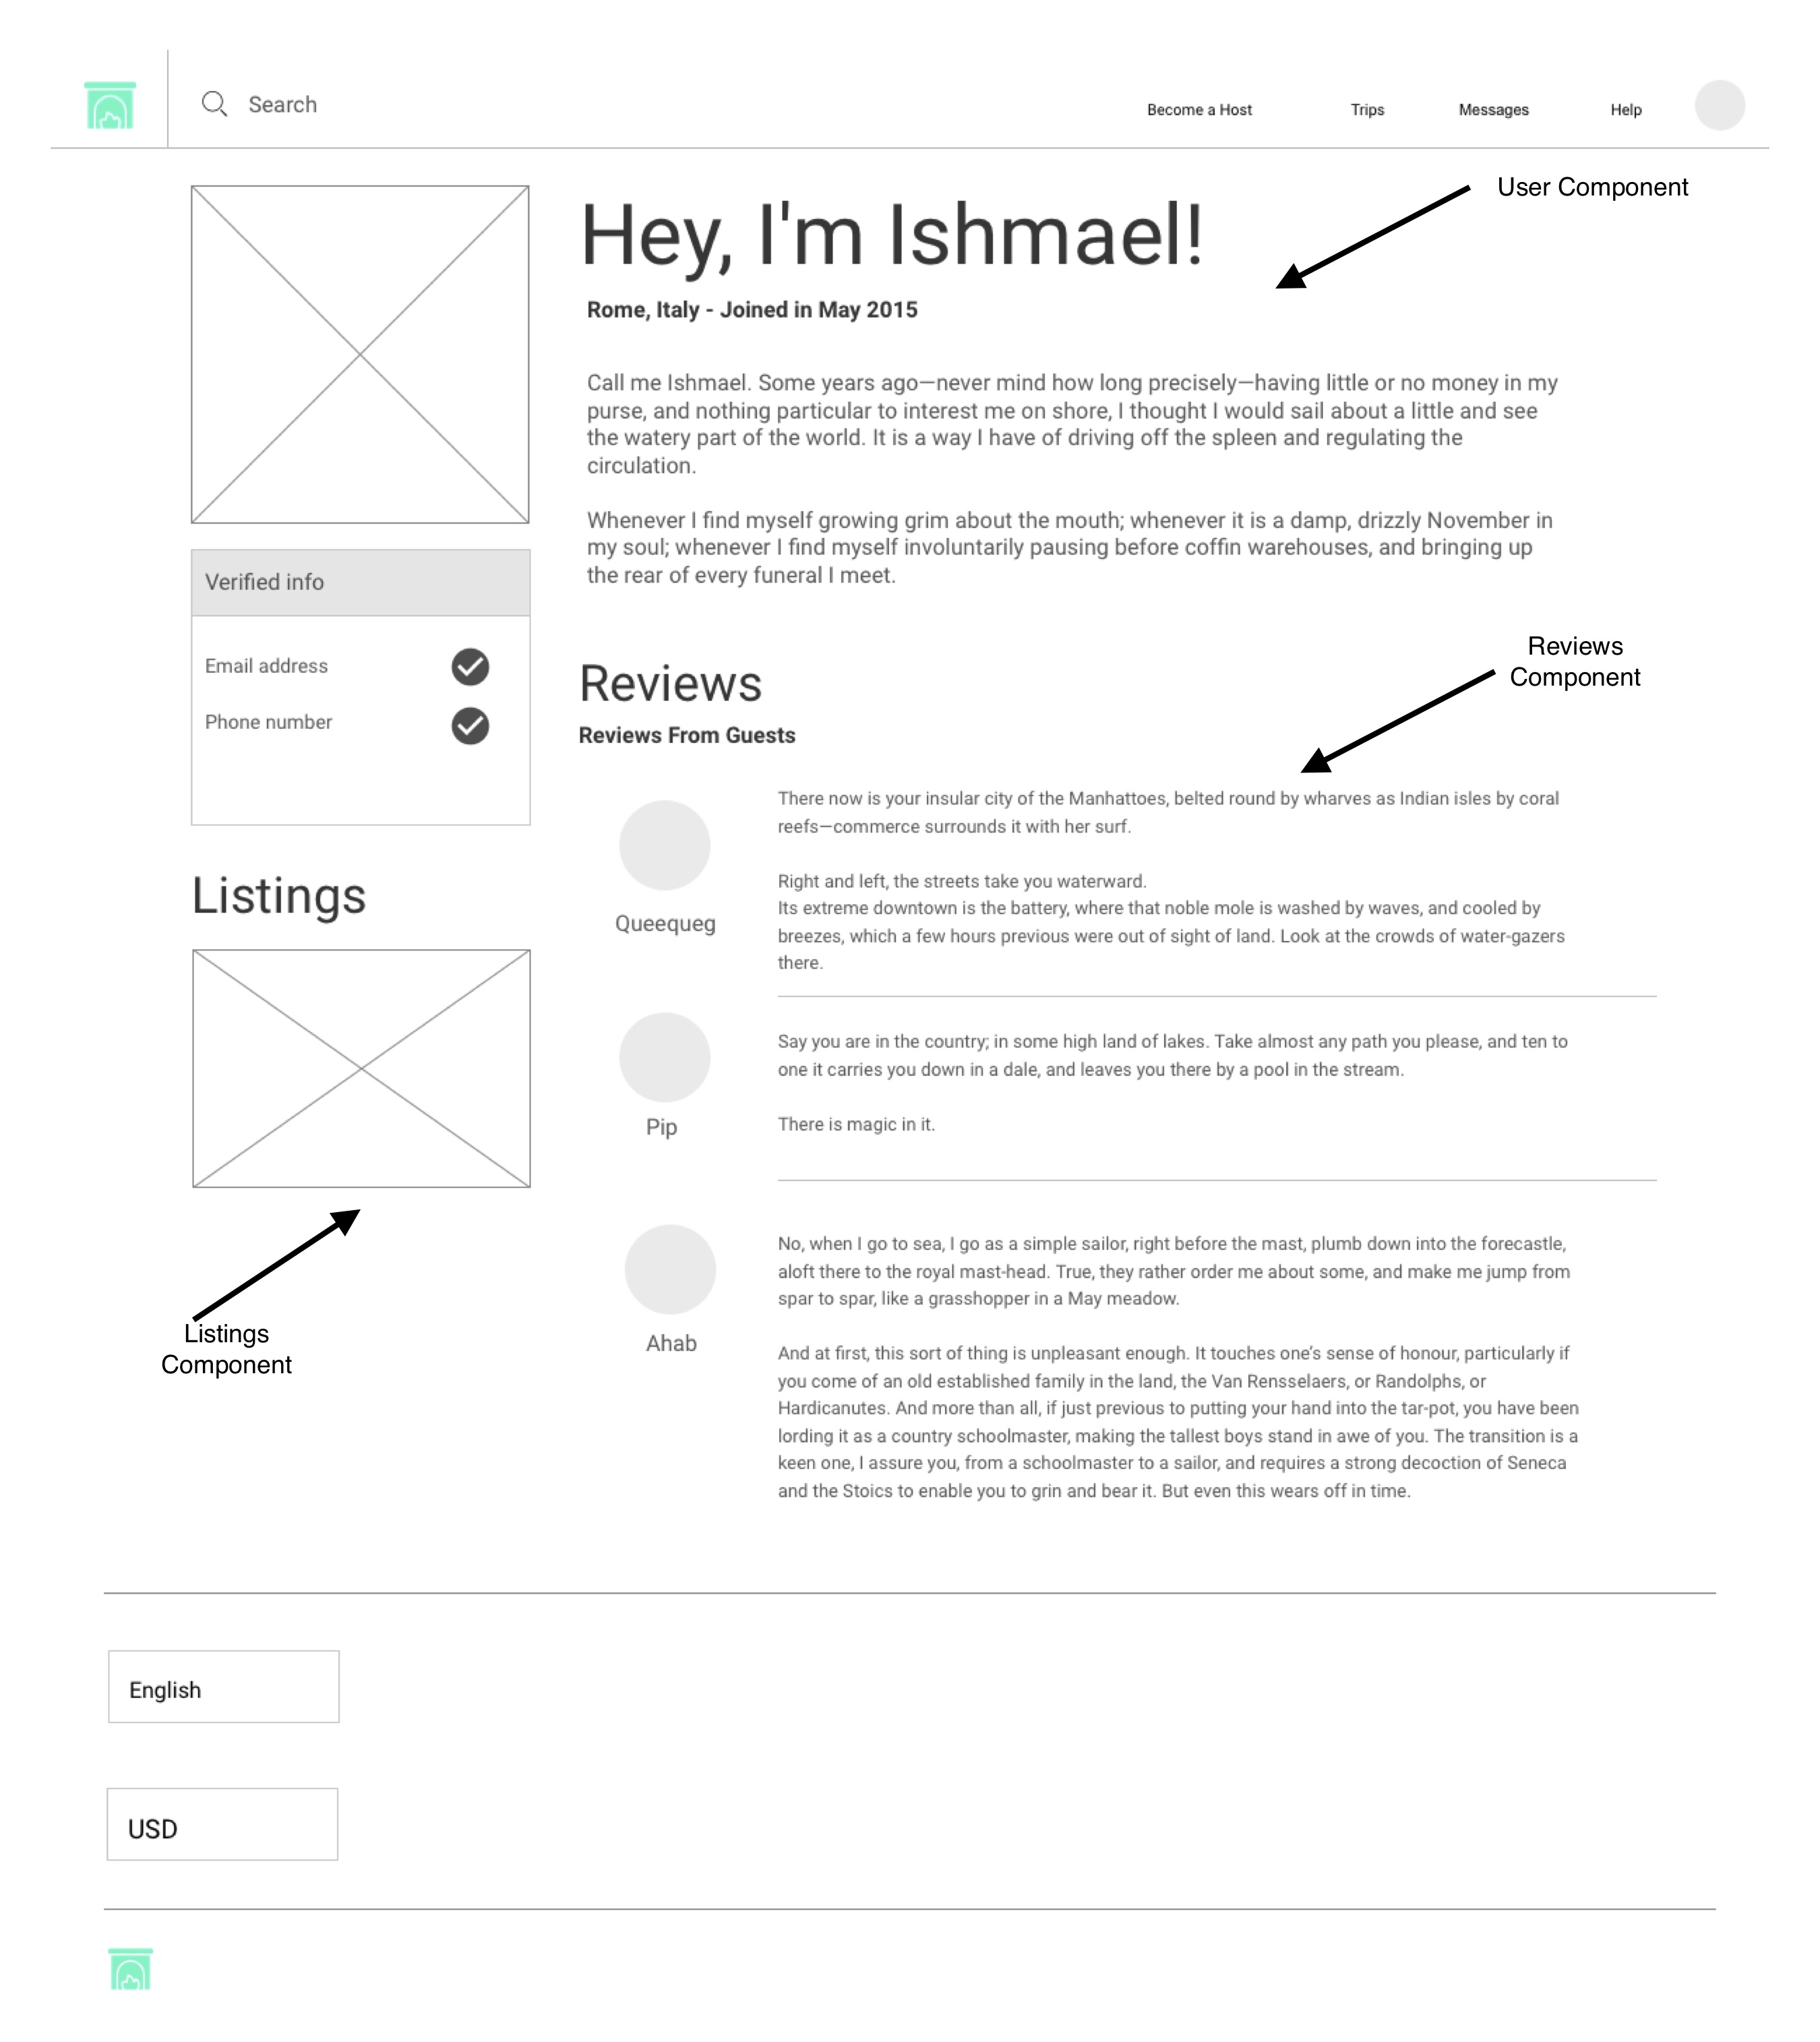 Search
Become a Host
Trips
Messages
Help
User Component
Hey, I'm Ishmael!
Rome, Italy - Joined in May 2015
Call me Ishmael. Some years ago—never mind how long precisely—having little or no money in my
purse, and nothing particular to interest me on shore, I thought I would sail about a little and see
the watery part of the world. It is a way I have of driving off the spleen and regulating the
circulation.
Whenever I find myself growing grim about the mouth; whenever it is a damp, drizzly November in
my soul; whenever I find myself involuntarily pausing before coffin warehouses, and bringing up
the rear of every funeral I meet.
Verified info
Email address
Phone number
Listings
Listings
Component
Reviews
Component
Reviews
Reviews From Guests
Queequeg
There now is your insular city of the Manhattoes, belted round by wharves as Indian isles by coral
reefs—commerce surrounds it with her surf.
Right and left, the streets take you waterward.
Its extreme downtown is the battery, where that noble mole is washed by waves, and cooled by
breezes, which a few hours previous were out of sight of land. Look at the crowds of water-gazers
there.
Pip
Say you are in the country; in some high land of lakes. Take almost any path you please, and ten to
one it carries you down in a dale, and leaves you there by a pool in the stream.
There is magic in it.
Ahab
No, when I go to sea, I go as a simple sailor, right before the mast, plumb down into the forecastle,
aloft there to the royal mast-head. True, they rather order me about some, and make me jump from
spar to spar, like a grasshopper in a May meadow.
And at first, this sort of thing is unpleasant enough. It touches one's sense of honour, particularly if
you come of an old established family in the land, the Van Rensselaers, or Randolphs, or
Hardicanutes. And more than all, if just previous to putting your hand into the tar-pot, you have been
lording it as a country schoolmaster, making the tallest boys stand in awe of you. The transition is a
keen one, I assure you, from a schoolmaster to a sailor, and requires a strong decoction of Seneca
and the Stoics to enable you to grin and bear it. But even this wears off in time.
English
USD